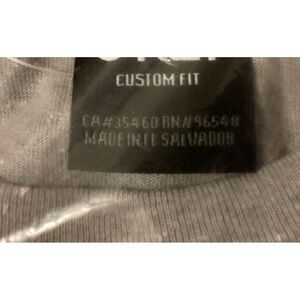 CUSTOM FIT
CA#35460 RN#96548
MADE IN EL SALVADOR